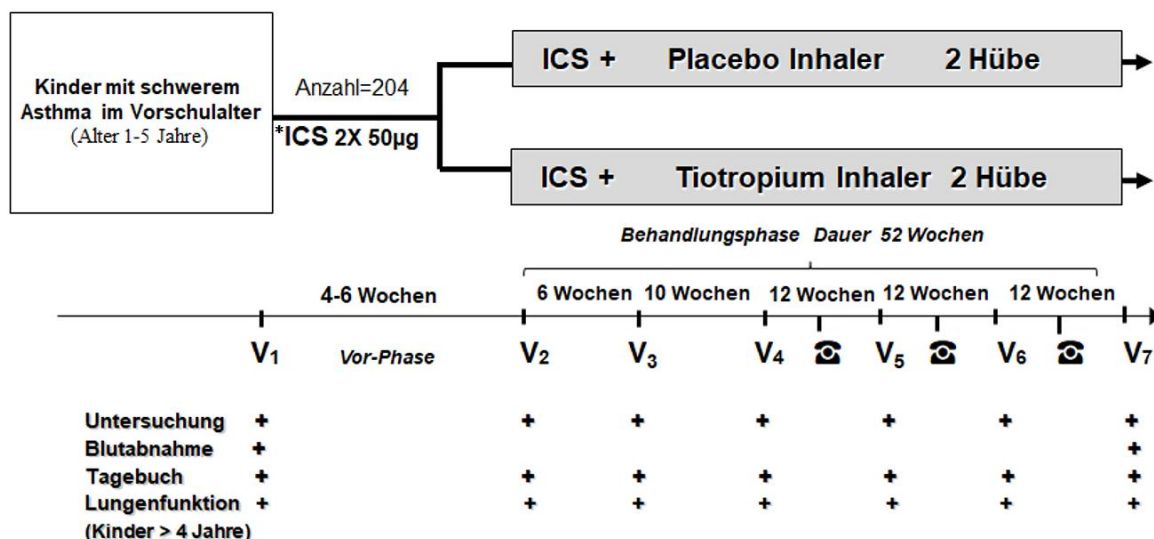 Kinder mit schwerem
Asthma im Vorschulalter
(Alter 1-5 Jahre)
Anzahl=204
*ICS 2X 50µg
ICS + Placebo Inhaler 2 Hübe
ICS + Tiotropium Inhaler 2 Hübe
Behandlungsphase Dauer 52 Wochen
4-6 Wochen 6 Wochen 10 Wochen 12 Wochen 12 Wochen 12 Wochen
V1 Vor-Phase V2 V3 V4 ☎ V5 ☎ V6 ☎ V7
Untersuchung + + + + + + +
Blutabnahme + +
Tagebuch + + + + + + +
Lungenfunktion + + + + + + +
(Kinder > 4 Jahre)